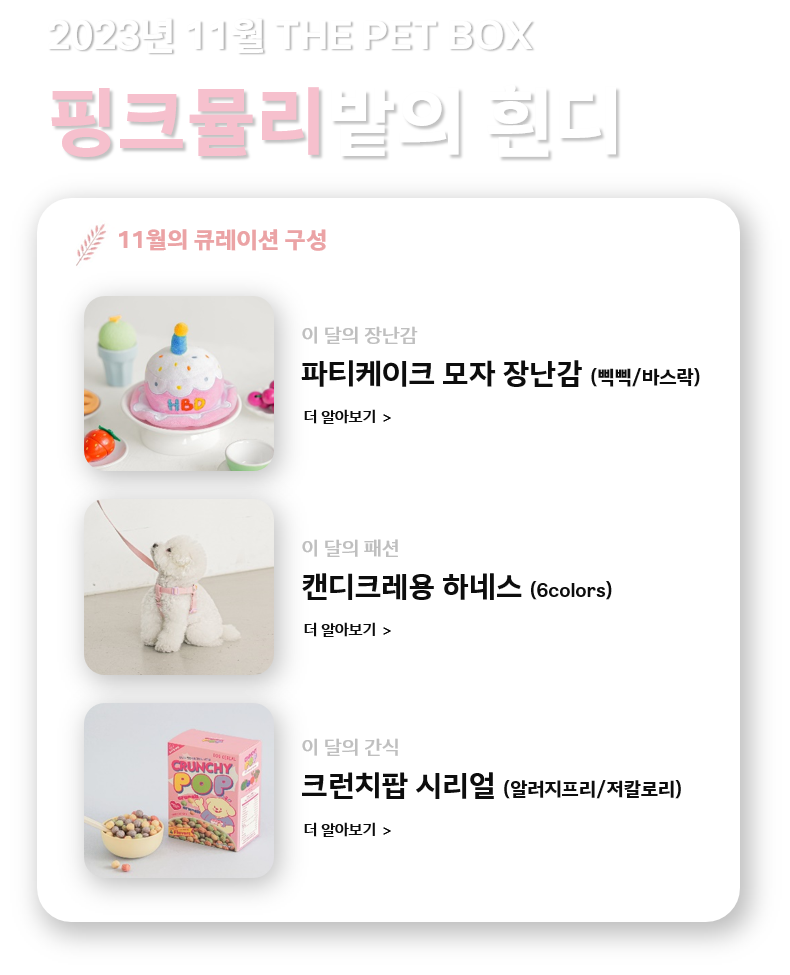 2023년 11월 THE PET BOX
핑크뮬리밭의 흰디
11월의 큐레이션 구성
이 달의 장난감
파티케이크 모자 장난감 (삑삑/바스락)
HBD
더 알아보기 >
이 달의 패션
캔디크레용 하네스 (6colors)
더 알아보기 >
이 달의 간식
크런치팝 시리얼 (알러지프리/저칼로리)
CRUNCHY
POP
더 알아보기 >